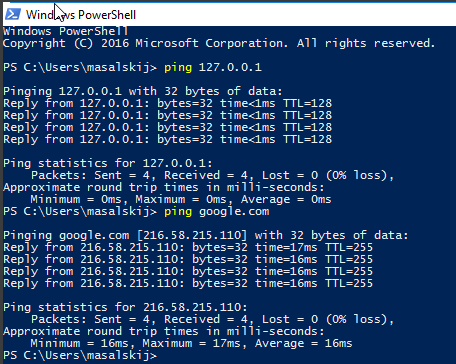 Windows PowerShell
Windows PowerShell
Copyright (C) 2016 Microsoft Corporation. All rights reserved.
PS C:\Users\masalskij> ping 127.0.0.1
Pinging 127.0.0.1 with 32 bytes of data:
Reply from 127.0.0.1: bytes=32 time<1ms TTL=128
Reply from 127.0.0.1: bytes=32 time<1ms TTL=128
Reply from 127.0.0.1: bytes=32 time<1ms TTL=128
Reply from 127.0.0.1: bytes=32 time<1ms TTL=128
Ping statistics for 127.0.0.1:
    Packets: Sent = 4, Received = 4, Lost = 0 (0% loss),
Approximate round trip times in milli-seconds:
    Minimum = 0ms, Maximum = 0ms, Average = 0ms
PS C:\Users\masalskij> ping google.com
Pinging google.com [216.58.215.110] with 32 bytes of data:
Reply from 216.58.215.110: bytes=32 time=17ms TTL=255
Reply from 216.58.215.110: bytes=32 time=16ms TTL=255
Reply from 216.58.215.110: bytes=32 time=16ms TTL=255
Reply from 216.58.215.110: bytes=32 time=16ms TTL=255
Ping statistics for 216.58.215.110:
    Packets: Sent = 4, Received = 4, Lost = 0 (0% loss),
Approximate round trip times in milli-seconds:
    Minimum = 16ms, Maximum = 17ms, Average = 16ms
PS C:\Users\masalskij>